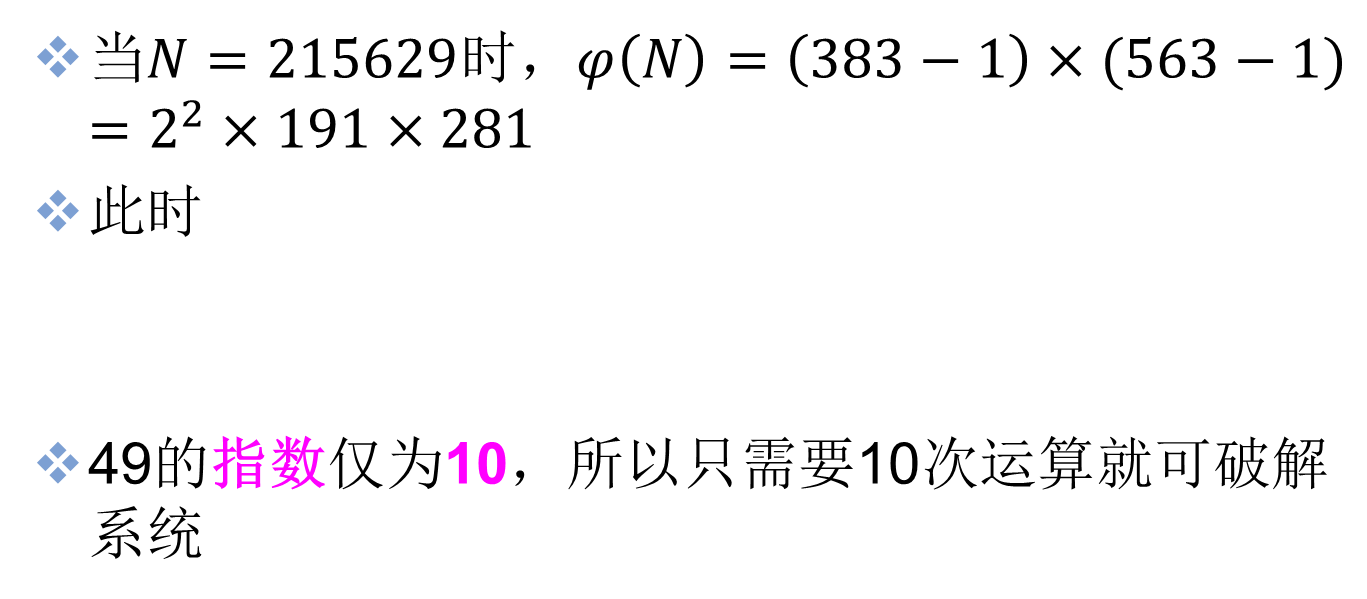 ❖当N = 215629时，φ(N) = (383 − 1) × (563 − 1)
= 2² × 191 × 281
❖此时
❖49的指数仅为10，所以只需要10次运算就可破解
系统